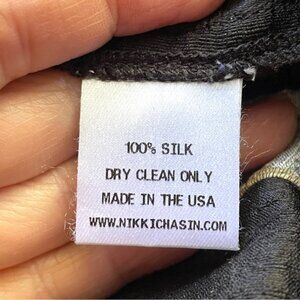 100% SILK
DRY CLEAN ONLY
MADE IN THE USA
WWW.NIKKICHASIN.COM